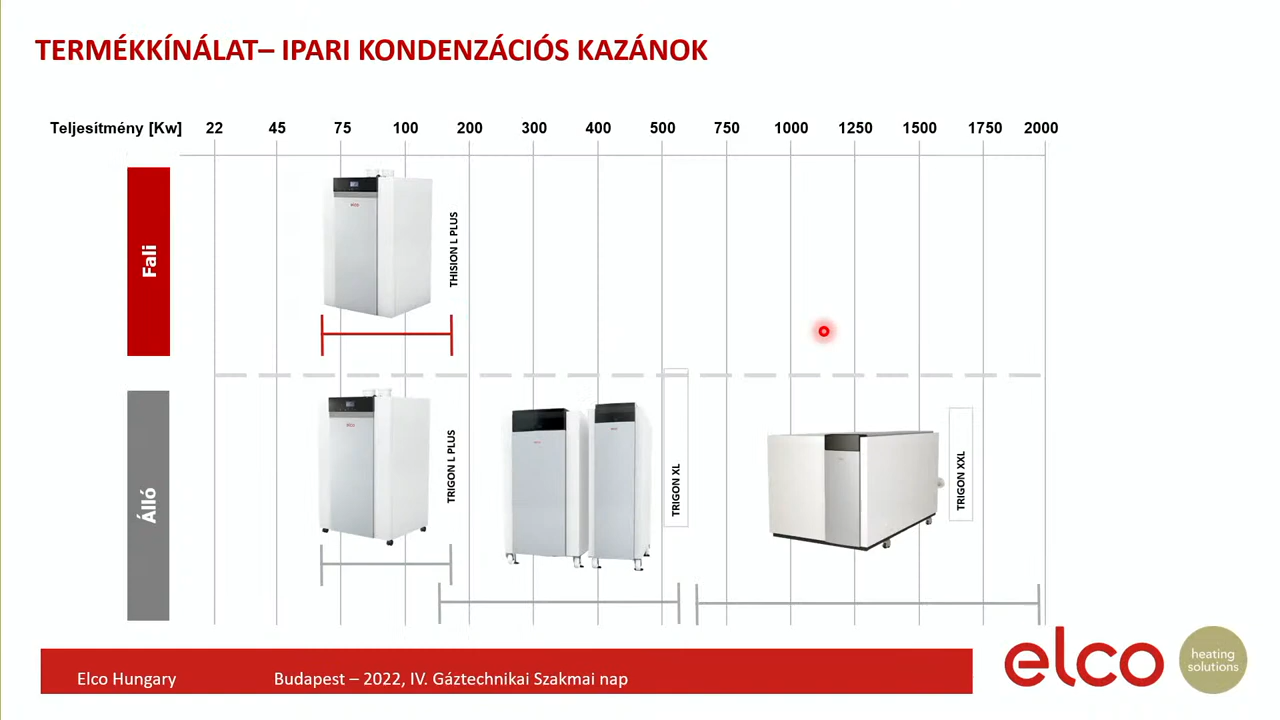 TERMÉKKÍNÁLAT– IPARI KONDENZÁCIÓS KAZÁNOK
Teljesítmény [Kw] 22 45 75 100 200 300 400 500 750 1000 1250 1500 1750 2000
Fali
THISION L PLUS
Álló
TRIGON L PLUS
TRIGON XL
TRIGON XXL
Elco Hungary Budapest – 2022, IV. Gáztechnikai Szakmai nap
elco
heating
solutions